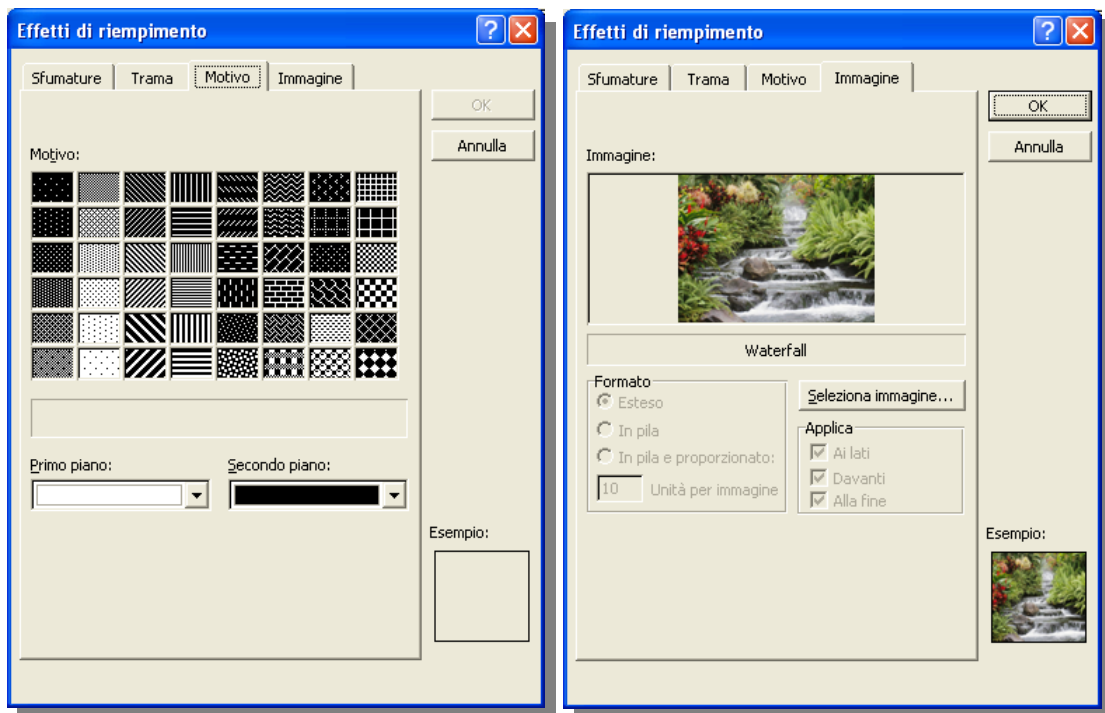 Effetti di riempimento
Sfumature Trama Motivo Immagine
OK
Annulla
Motivo:
Primo piano: Secondo piano:
Esempio:
Effetti di riempimento
Sfumature Trama Motivo Immagine
OK
Annulla
Immagine:
Waterfall
Formato
Esteso
In pila
In pila e proporzionato:
10 Unità per immagine
Seleziona immagine...
Applica
Ai lati
Davanti
Alla fine
Esempio: